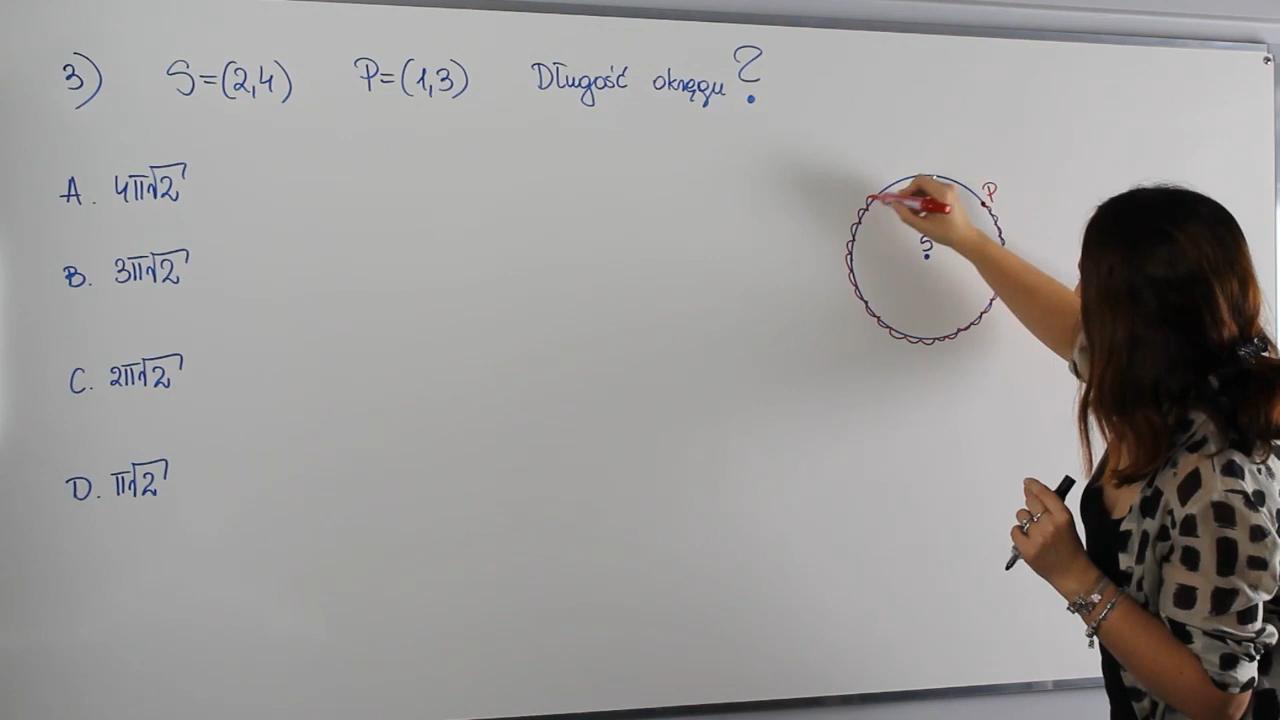 3) S=(2,4) P=(1,3) Długość okręgu ?
A. 4π√2
B. 3π√2
C. 2π√2
D. π√2
P
S